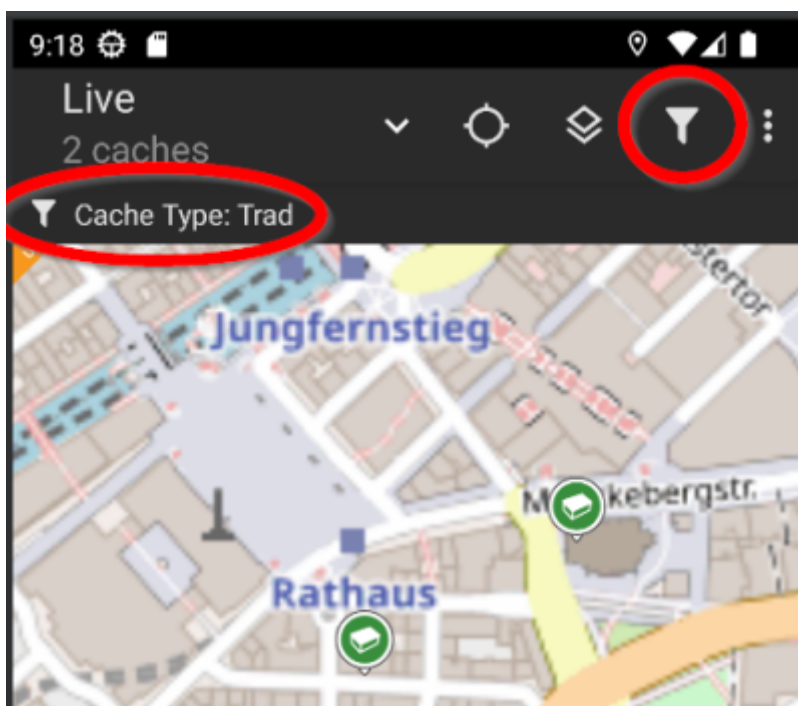 9:18
Live
2 caches
Cache Type: Trad
Jungfernstieg
kebergstr.
Rathaus